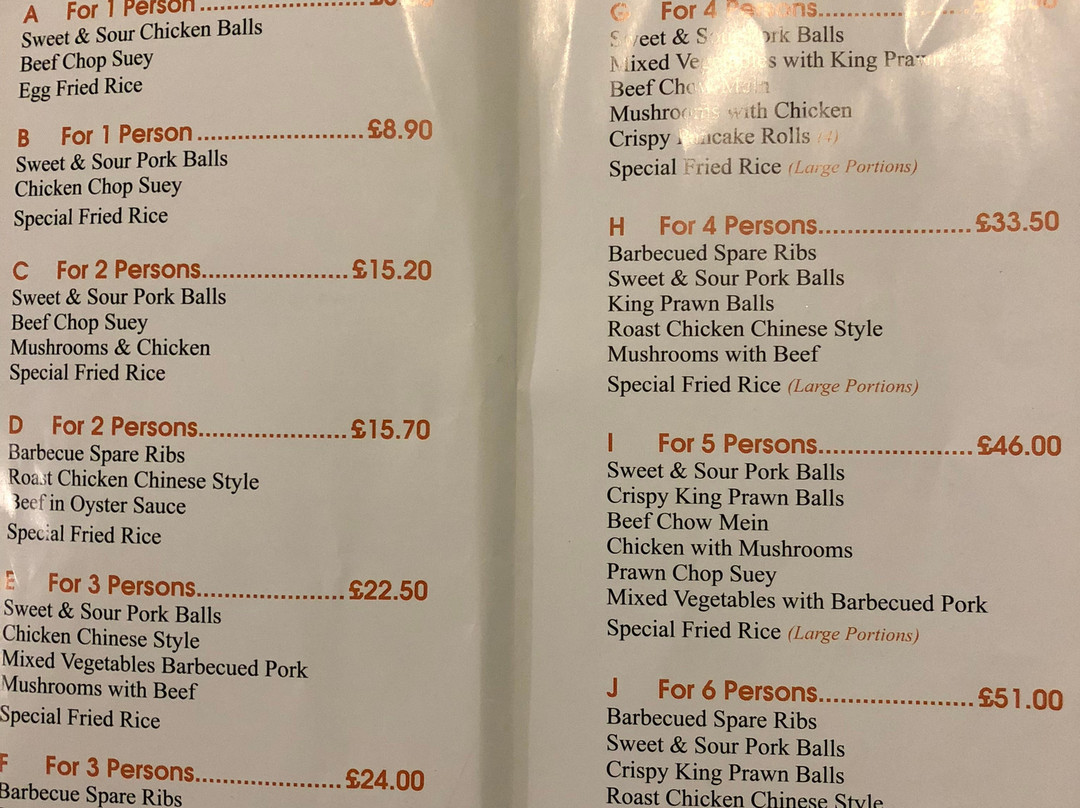 A For 1 Person
Sweet & Sour Chicken Balls
Beef Chop Suey
Egg Fried Rice
B For 1 Person....................£8.90
Sweet & Sour Pork Balls
Chicken Chop Suey
Special Fried Rice
C For 2 Persons.................£15.20
Sweet & Sour Pork Balls
Beef Chop Suey
Mushrooms & Chicken
Special Fried Rice
D For 2 Persons.................£15.70
Barbecue Spare Ribs
Roast Chicken Chinese Style
Beef in Oyster Sauce
Special Fried Rice
E For 3 Persons.................£22.50
Sweet & Sour Pork Balls
Chicken Chinese Style
Mixed Vegetables Barbecued Pork
Mushrooms with Beef
Special Fried Rice
F For 3 Persons.................£24.00
Barbecue Spare Ribs
G For 4 Persons
Sweet & Sour Pork Balls
Mixed Vegetables with King Prawn
Beef Chow Mein
Mushrooms with Chicken
Crispy Pancake Rolls (4)
Special Fried Rice (Large Portions)
H For 4 Persons.....................£33.50
Barbecued Spare Ribs
Sweet & Sour Pork Balls
King Prawn Balls
Roast Chicken Chinese Style
Mushrooms with Beef
Special Fried Rice (Large Portions)
I For 5 Persons.....................£46.00
Sweet & Sour Pork Balls
Crispy King Prawn Balls
Beef Chow Mein
Chicken with Mushrooms
Prawn Chop Suey
Mixed Vegetables with Barbecued Pork
Special Fried Rice (Large Portions)
J For 6 Persons.....................£51.00
Barbecued Spare Ribs
Sweet & Sour Pork Balls
Crispy King Prawn Balls
Roast Chicken Chinese Style